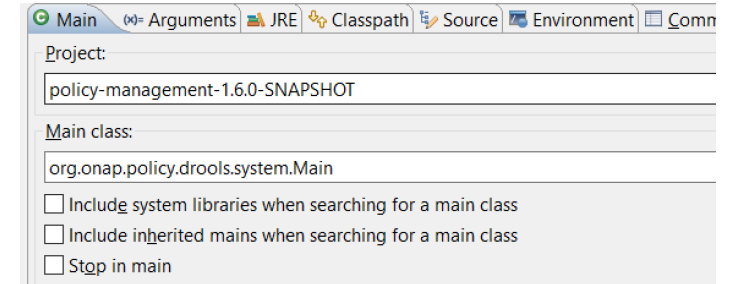 Main (x)= Arguments JRE Classpath Source Environment Comm
Project:
policy-management-1.6.0-SNAPSHOT
Main class:
org.onap.policy.drools.system.Main
Include system libraries when searching for a main class
Include inherited mains when searching for a main class
Stop in main